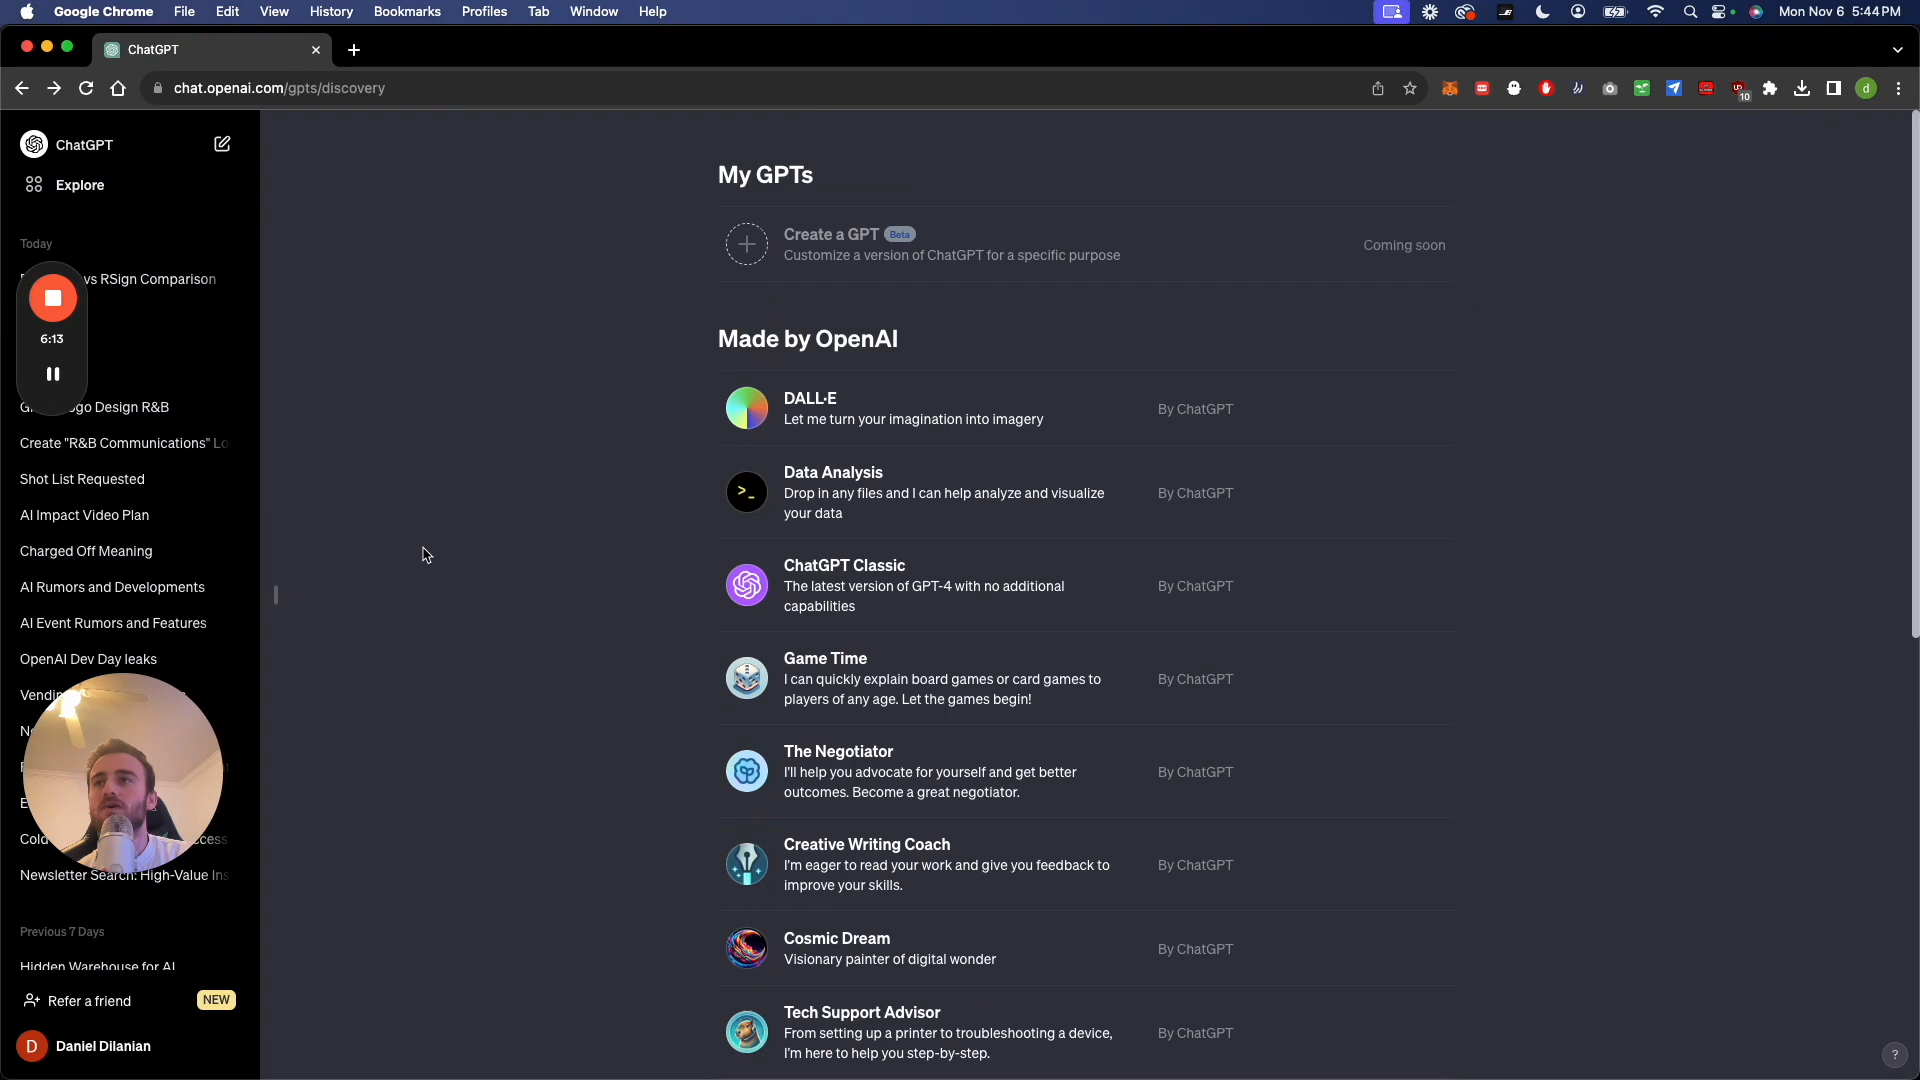 Google Chrome File Edit View History Bookmarks Profiles Tab Window Help
Mon Nov 6 5:44 PM
ChatGPT
chat.openai.com/gpts/discovery
10
d
ChatGPT
Explore
Today
vs RSign Comparison
6:13
go Design R&B
Create "R&B Communications" Lo
Shot List Requested
AI Impact Video Plan
Charged Off Meaning
AI Rumors and Developments
AI Event Rumors and Features
OpenAI Dev Day leaks
Cold
Newsletter Search: High-Value Ins
Previous 7 Days
Hidden Warehouse for AI
Refer a friend
NEW
D
Daniel Dilanian
My GPTs
Create a GPT Beta
Customize a version of ChatGPT for a specific purpose
Coming soon
Made by OpenAI
DALL·E
Let me turn your imagination into imagery
By ChatGPT
>_
Data Analysis
Drop in any files and I can help analyze and visualize
your data
By ChatGPT
ChatGPT Classic
The latest version of GPT-4 with no additional
capabilities
By ChatGPT
Game Time
I can quickly explain board games or card games to
players of any age. Let the games begin!
By ChatGPT
The Negotiator
I'll help you advocate for yourself and get better
outcomes. Become a great negotiator.
By ChatGPT
Creative Writing Coach
I'm eager to read your work and give you feedback to
improve your skills.
By ChatGPT
Cosmic Dream
Visionary painter of digital wonder
By ChatGPT
Tech Support Advisor
From setting up a printer to troubleshooting a device,
I'm here to help you step-by-step.
By ChatGPT
?